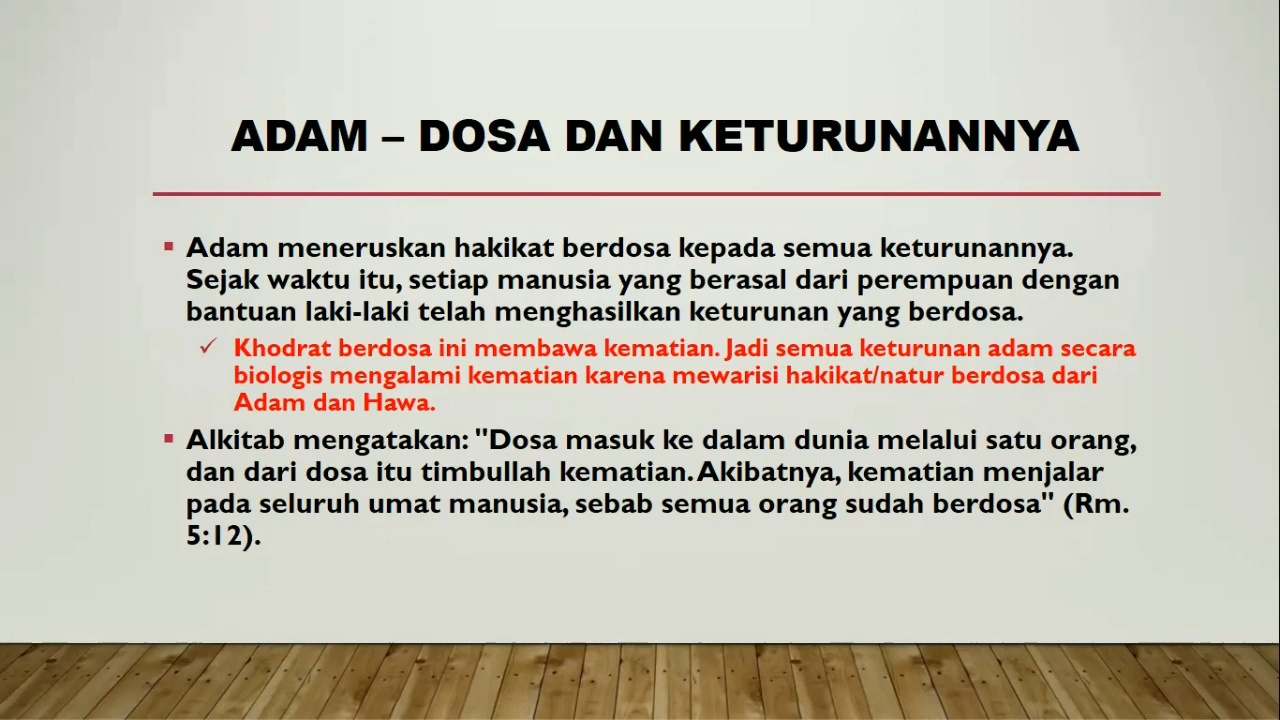 ADAM – DOSA DAN KETURUNANNYA
▪ Adam meneruskan hakikat berdosa kepada semua keturunannya.
Sejak waktu itu, setiap manusia yang berasal dari perempuan dengan
bantuan laki-laki telah menghasilkan keturunan yang berdosa.
✓ Khodrat berdosa ini membawa kematian. Jadi semua keturunan adam secara
biologis mengalami kematian karena mewarisi hakikat/natur berdosa dari
Adam dan Hawa.
▪ Alkitab mengatakan: "Dosa masuk ke dalam dunia melalui satu orang,
dan dari dosa itu timbullah kematian. Akibatnya, kematian menjalar
pada seluruh umat manusia, sebab semua orang sudah berdosa" (Rm.
5:12).